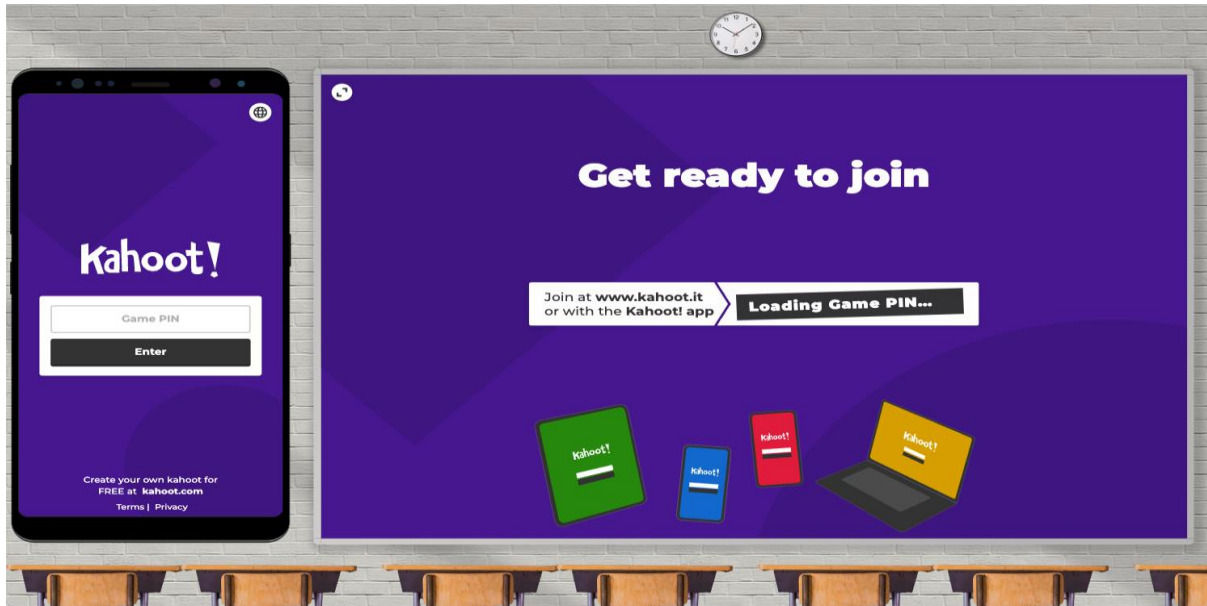 Kahoot!
Game PIN
Enter
Create your own kahoot for
FREE at kahoot.com
Terms | Privacy
Get ready to join
Join at www.kahoot.it
or with the Kahoot! app
Loading Game PIN...
Kahoot!
Kahoot!
Kahoot!
Kahoot!